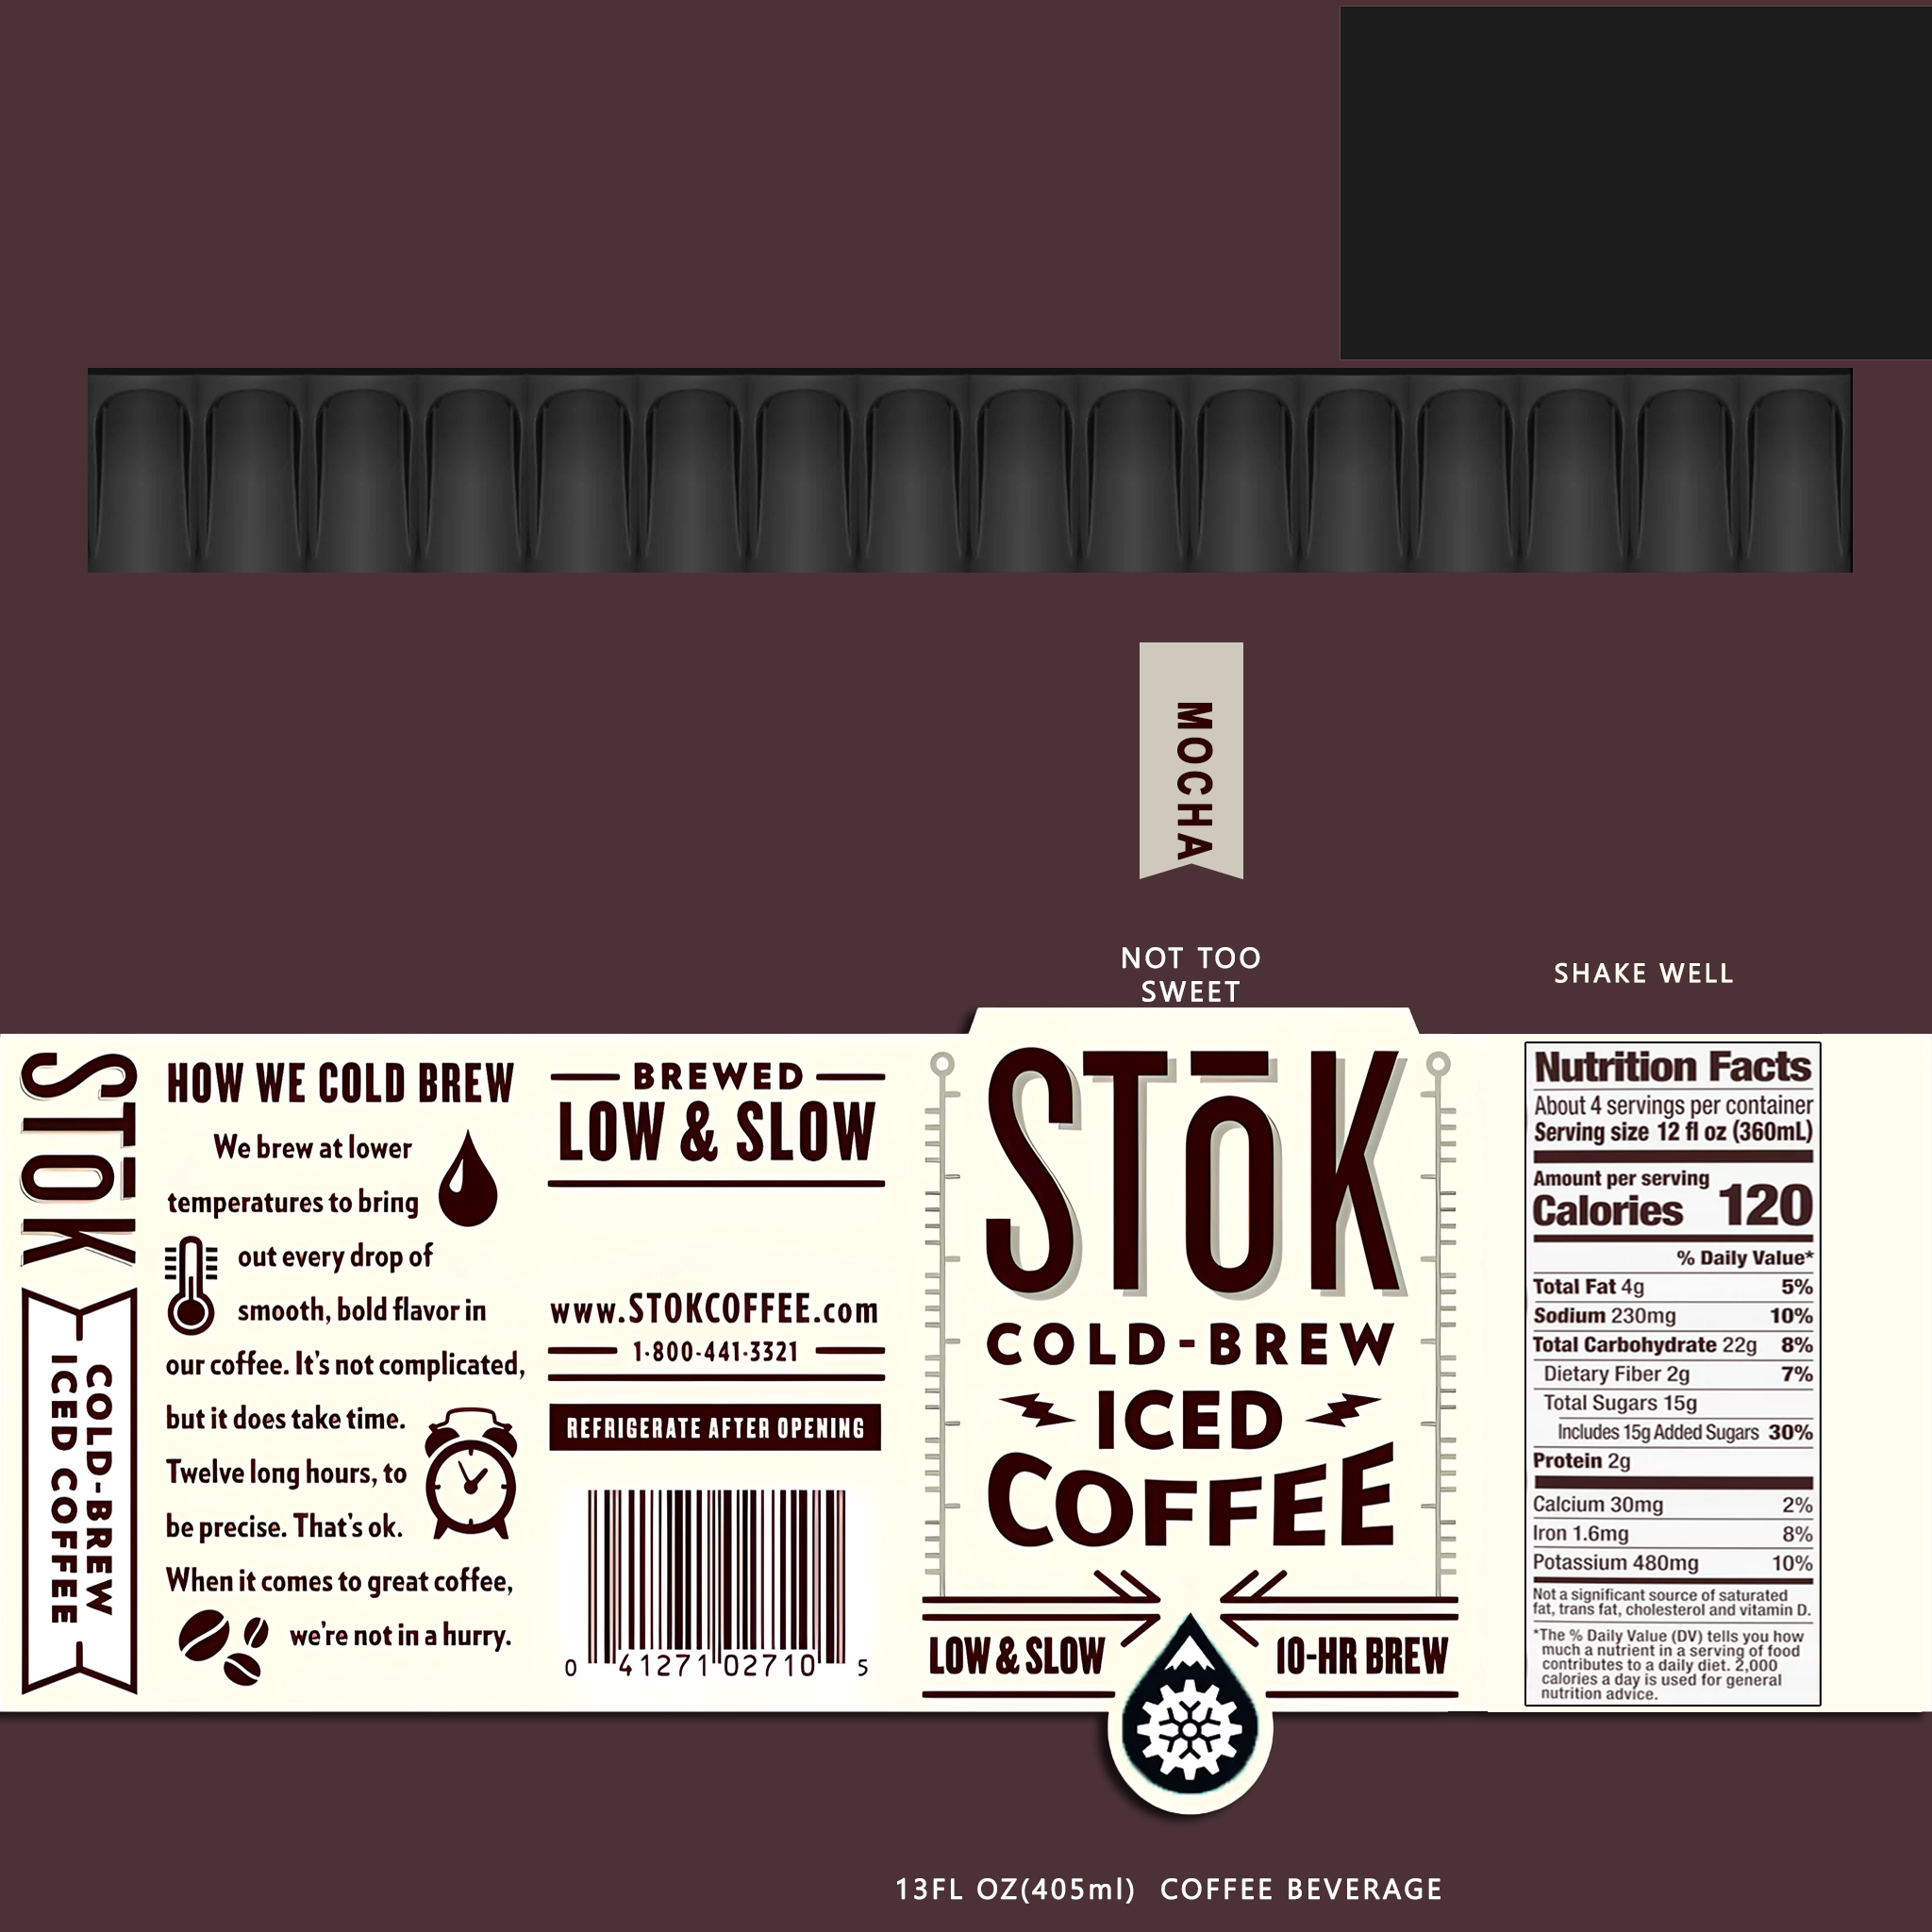 MOCHA
NOT TOO
SWEET
SHAKE WELL
STōK
COLD-BREW
ICED COFFEE
HOW WE COLD BREW
We brew at lower
temperatures to bring
out every drop of
smooth, bold flavor in
our coffee. It's not complicated,
but it does take time.
Twelve long hours, to
be precise. That's ok.
When it comes to great coffee,
we're not in a hurry.
BREWED
LOW & SLOW
www.STOKCOFFEE.com
1-800-441-3321
REFRIGERATE AFTER OPENING
0 41271 02710 5
STōK
COLD-BREW
ICED
COFFEE
LOW & SLOW
10-HR BREW
Nutrition Facts
About 4 servings per container
Serving size 12 fl oz (360mL)
Amount per serving
Calories 120
% Daily Value*
Total Fat 4g 5%
Sodium 230mg 10%
Total Carbohydrate 22g 8%
Dietary Fiber 2g 7%
Total Sugars 15g
Includes 15g Added Sugars 30%
Protein 2g
Calcium 30mg 2%
Iron 1.6mg 8%
Potassium 480mg 10%
Not a significant source of saturated
fat, trans fat, cholesterol and vitamin D.
*The % Daily Value (DV) tells you how
much a nutrient in a serving of food
contributes to a daily diet. 2,000
calories a day is used for general
nutrition advice.
13FL OZ(405ml) COFFEE BEVERAGE